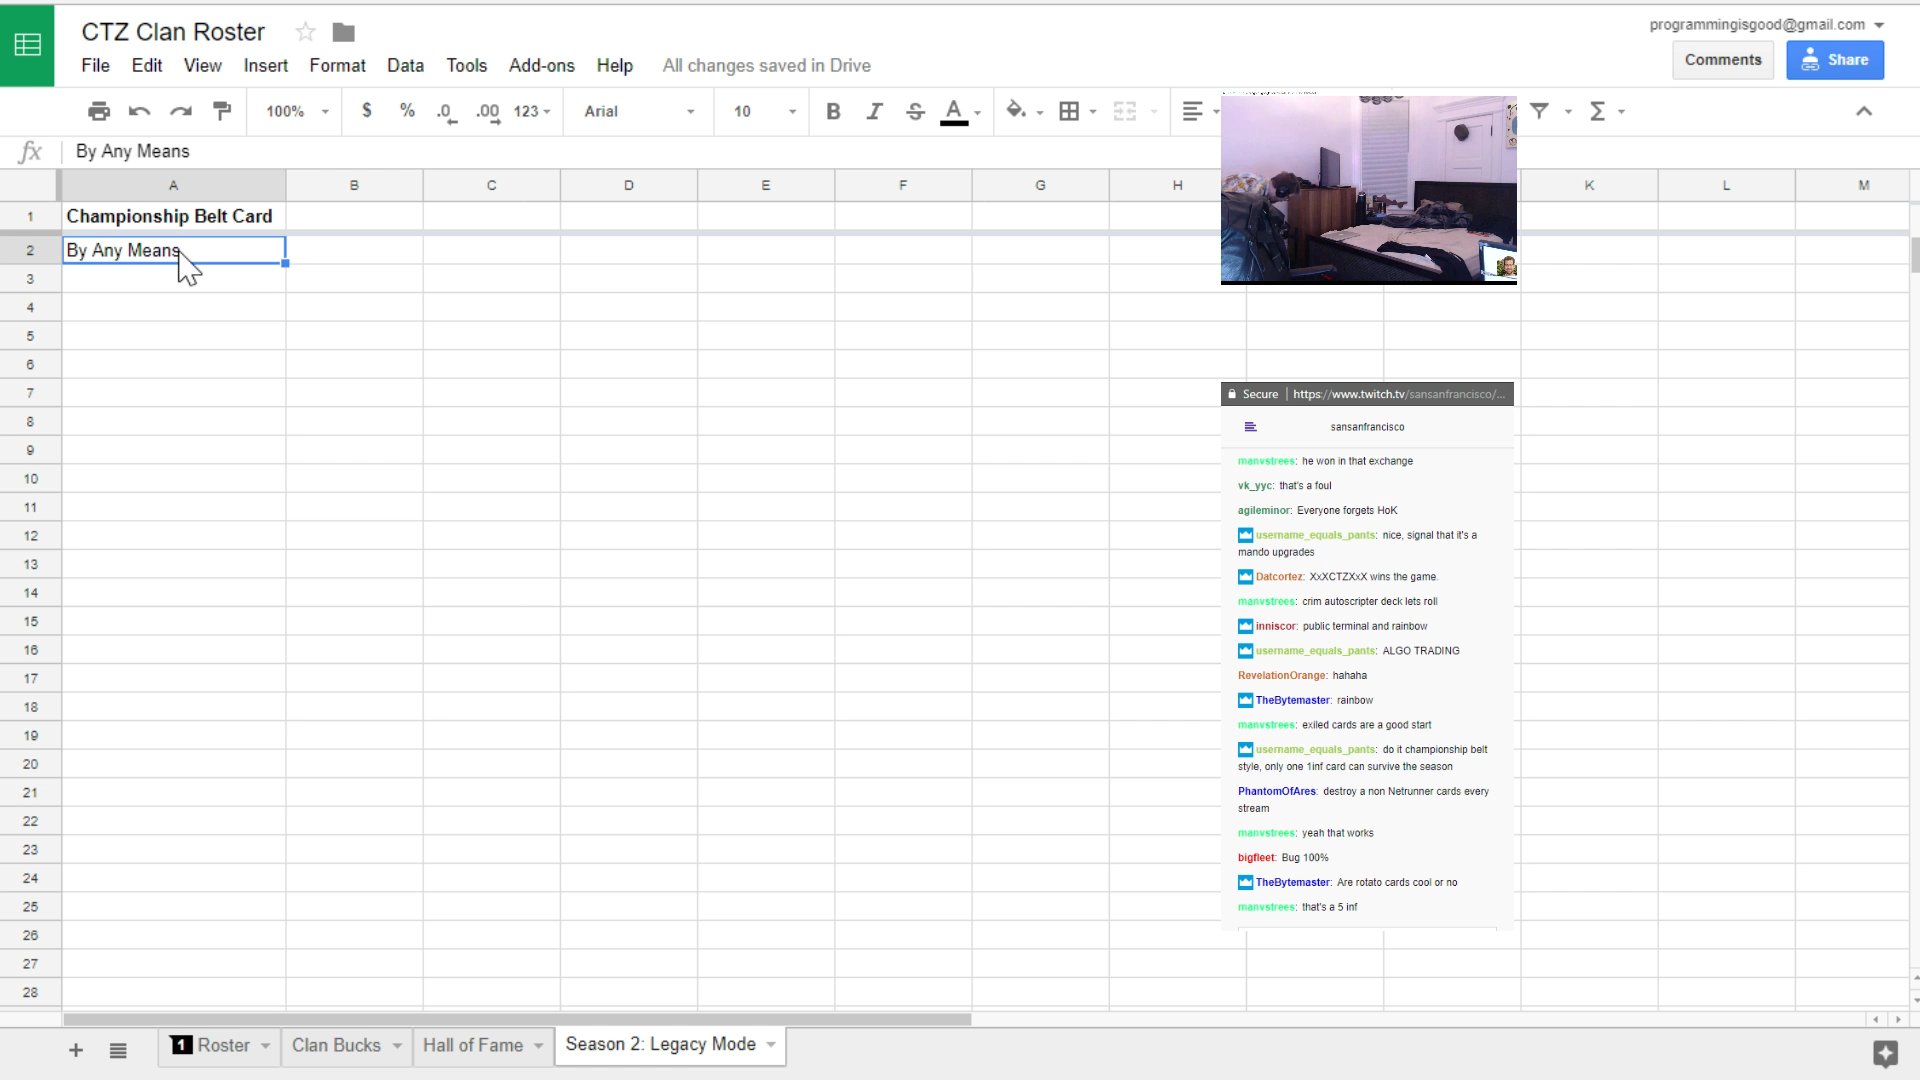 CTZ Clan Roster
programmingisgood@gmail.com
File Edit View Insert Format Data Tools Add-ons Help All changes saved in Drive
Comments
Share
100% $ % .0 .00 123 Arial 10 B I S A Σ
fx By Any Means
A B C D E F G H K L M
1 Championship Belt Card
2 By Any Means
3
4
5
6
7
8
9
10
11
12
13
14
15
16
17
18
19
20
21
22
23
24
25
26
27
28
Secure https://www.twitch.tv/sansanfrancisco/...
sansanfrancisco
manvstrees: he won in that exchange
vk_yyc: that's a foul
agileminor: Everyone forgets HoK
username_equals_pants: nice, signal that it's a
mando upgrades
Datcortez: XxXCTZXxX wins the game.
manvstrees: crim autoscripter deck lets roll
inniscor: public terminal and rainbow
username_equals_pants: ALGO TRADING
RevelationOrange: hahaha
TheBytemaster: rainbow
manvstrees: exiled cards are a good start
username_equals_pants: do it championship belt
style, only one 1inf card can survive the season
PhantomOfAres: destroy a non Netrunner cards every
stream
manvstrees: yeah that works
bigfleet: Bug 100%
TheBytemaster: Are rotato cards cool or no
manvstrees: that's a 5 inf
1 Roster Clan Bucks Hall of Fame Season 2: Legacy Mode